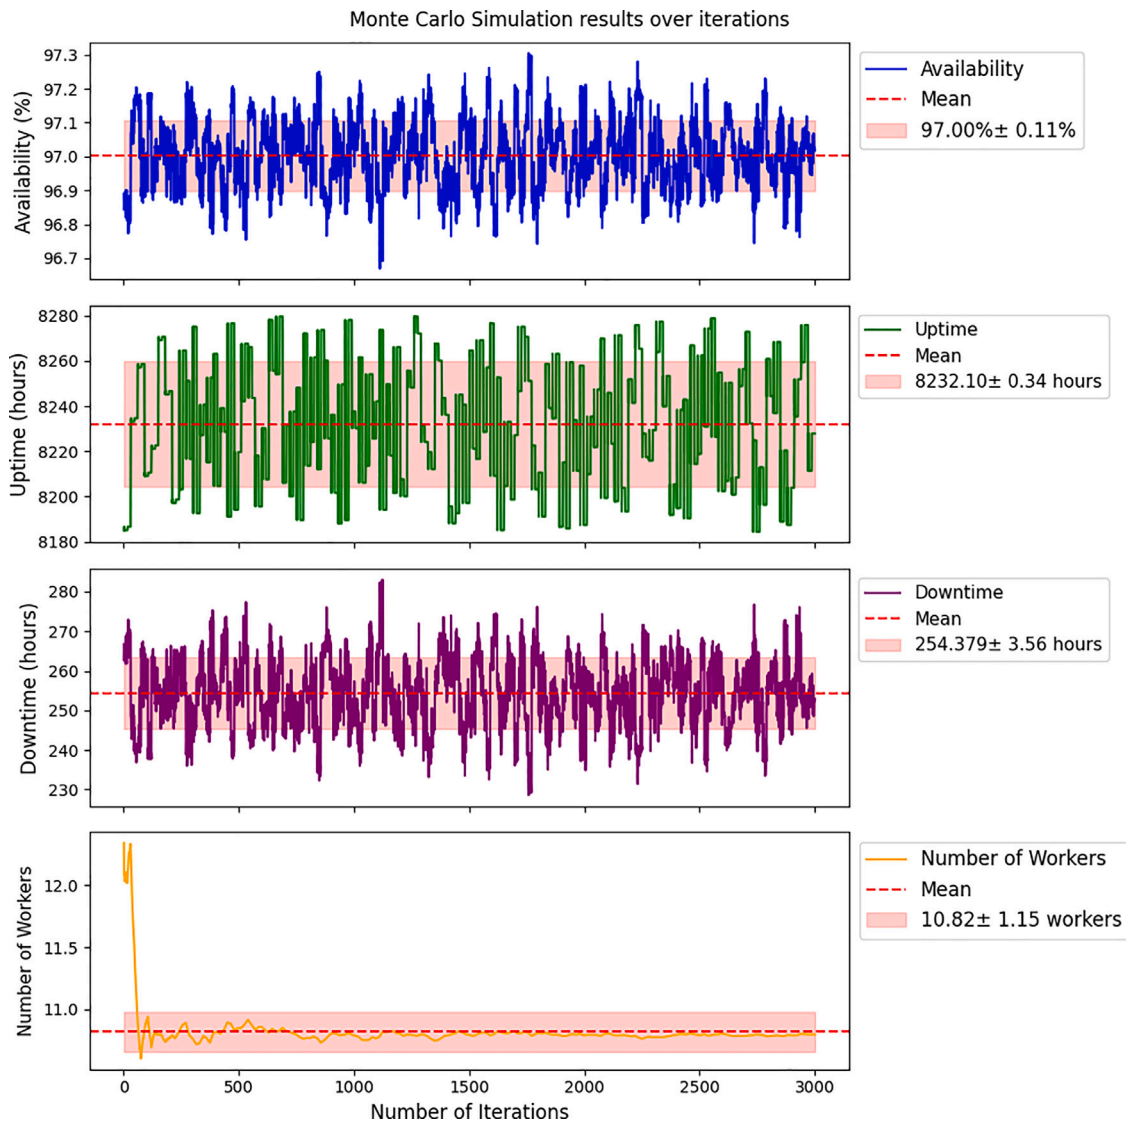 Monte Carlo Simulation results over iterations
Availability (%)
97.3
97.2
97.1
97.0
96.9
96.8
96.7
Availability
Mean
97.00%± 0.11%
Uptime (hours)
8280
8260
8240
8220
8200
8180
Uptime
Mean
8232.10± 0.34 hours
Downtime (hours)
280
270
260
250
240
230
Downtime
Mean
254.379± 3.56 hours
Number of Workers
12.0
11.5
11.0
Number of Workers
Mean
10.82± 1.15 workers
0 500 1000 1500 2000 2500 3000
Number of Iterations